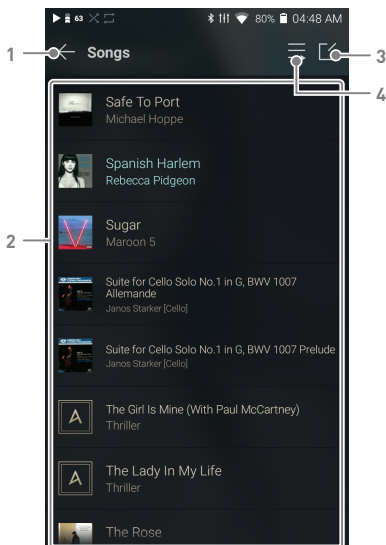 63 80% 04:48 AM
1 Songs 3
4
Safe To Port
Michael Hoppe
Spanish Harlem
Rebecca Pidgeon
2
Sugar
Maroon 5
Suite for Cello Solo No.1 in G, BWV 1007
Allemande
Janos Starker [Cello]
Suite for Cello Solo No.1 in G, BWV 1007 Prelude
Janos Starker [Cello]
The Girl Is Mine (With Paul McCartney)
Thriller
The Lady In My Life
Thriller
The Rose